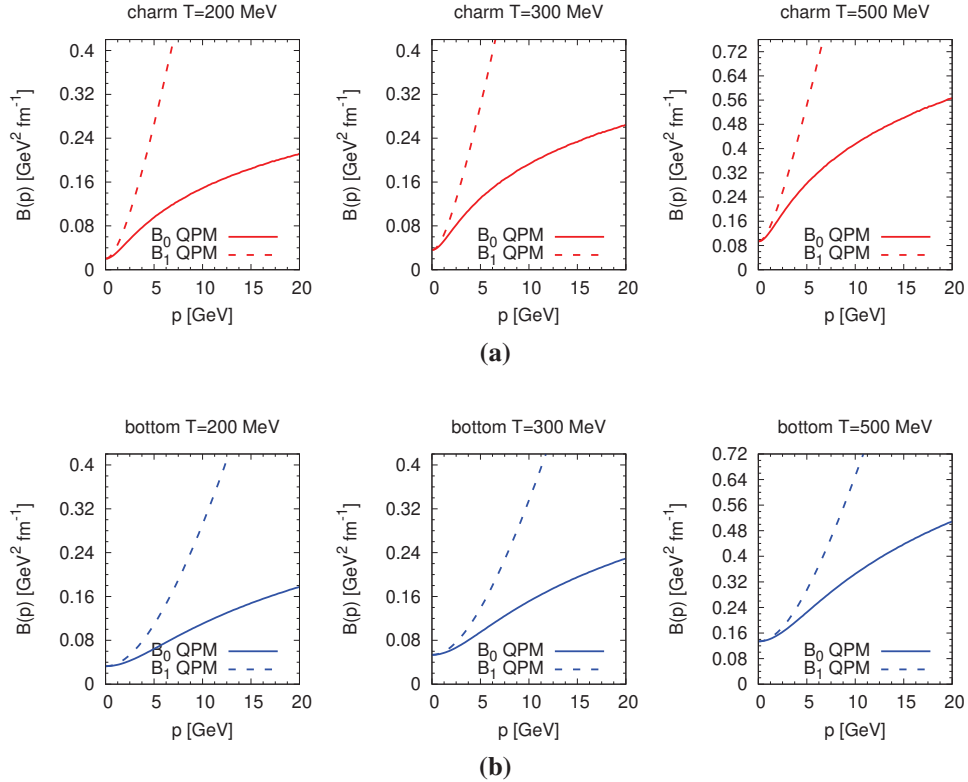 charm T=200 MeV
B(p) [GeV² fm⁻¹]
0.4
0.32
0.24
0.16
0.08
0
B₀ QPM
B₁ QPM
0 5 10 15 20
p [GeV]
charm T=300 MeV
B(p) [GeV² fm⁻¹]
0.4
0.32
0.24
0.16
0.08
0
B₀ QPM
B₁ QPM
0 5 10 15 20
p [GeV]
charm T=500 MeV
B(p) [GeV² fm⁻¹]
0.72
0.64
0.56
0.48
0.4
0.32
0.24
0.16
0.08
0
B₀ QPM
B₁ QPM
0 5 10 15 20
p [GeV]
(a)
bottom T=200 MeV
B(p) [GeV² fm⁻¹]
0.4
0.32
0.24
0.16
0.08
0
B₀ QPM
B₁ QPM
0 5 10 15 20
p [GeV]
bottom T=300 MeV
B(p) [GeV² fm⁻¹]
0.4
0.32
0.24
0.16
0.08
0
B₀ QPM
B₁ QPM
0 5 10 15 20
p [GeV]
bottom T=500 MeV
B(p) [GeV² fm⁻¹]
0.72
0.64
0.56
0.48
0.4
0.32
0.24
0.16
0.08
0
B₀ QPM
B₁ QPM
0 5 10 15 20
p [GeV]
(b)